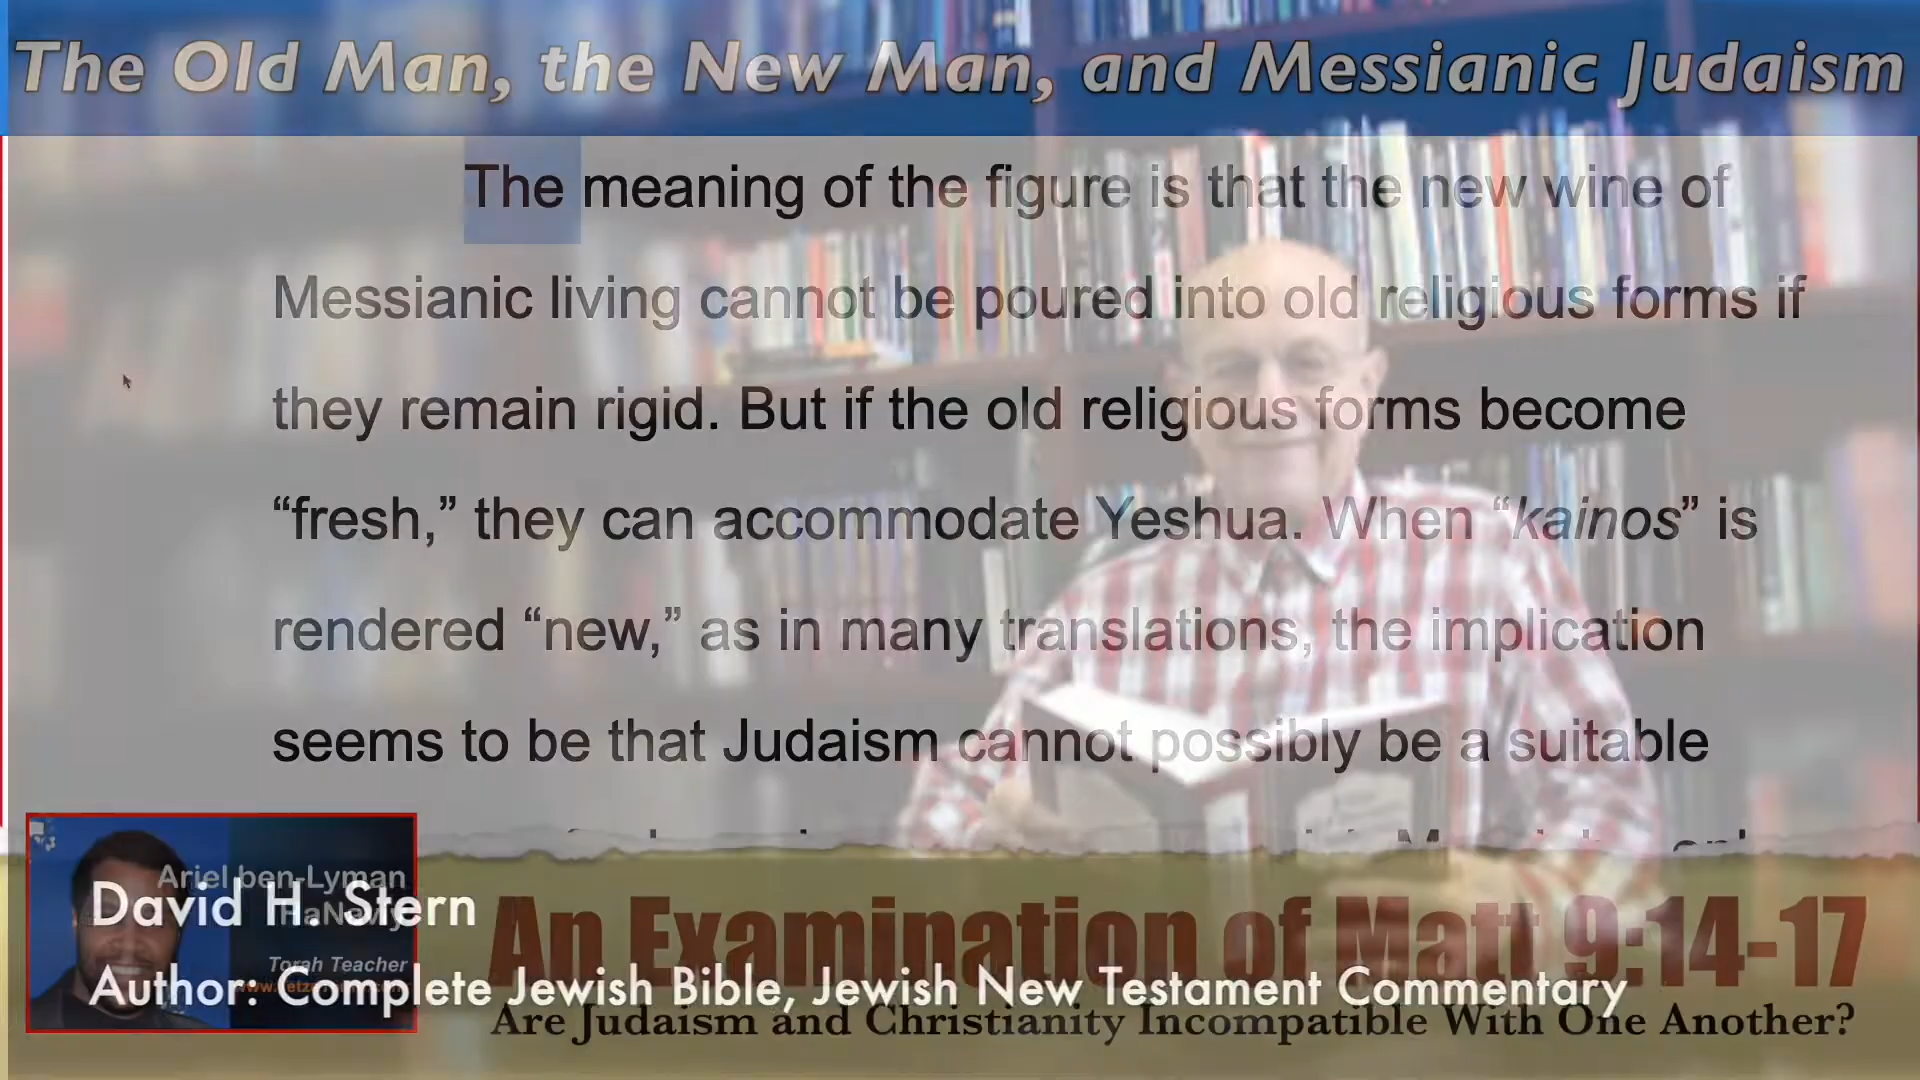 The Old Man, the New Man, and Messianic Judaism
The meaning of the figure is that the new wine of
Messianic living cannot be poured into old religious forms if
they remain rigid. But if the old religious forms become
“fresh,” they can accommodate Yeshua. When “kainos” is
rendered “new,” as in many translations, the implication
seems to be that Judaism cannot possibly be a suitable
Ariel ben-Lyman
HaNaviy
David H. Stern
Torah Teacher
Author: Complete Jewish Bible, Jewish New Testament Commentary
An Examination of Matt 9:14-17
Are Judaism and Christianity Incompatible With One Another?